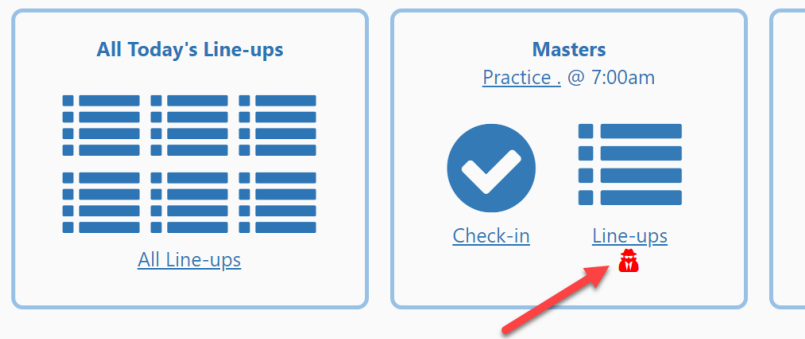 All Today's Line-ups
All Line-ups
Masters
Practice . @ 7:00am
Check-in
Line-ups